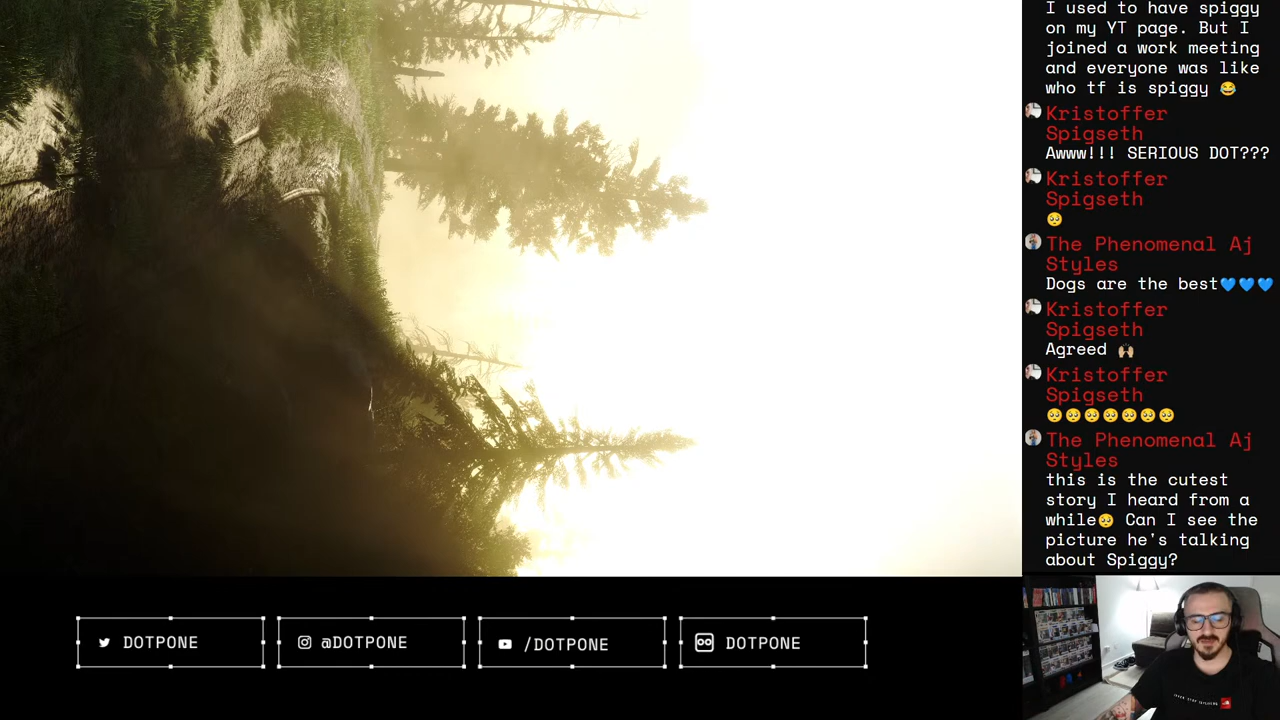 I used to have spiggy
on my YT page. But I
joined a work meeting
and everyone was like
who tf is spiggy 😂
Kristoffer
Spigseth
Awww!!! SERIOUS DOT???
Kristoffer
Spigseth
🥺
The Phenomenal Aj
Styles
Dogs are the best💙💙💙
Kristoffer
Spigseth
Agreed 🙌🏼
Kristoffer
Spigseth
🥺🥺🥺🥺🥺🥺🥺
The Phenomenal Aj
Styles
this is the cutest
story I heard from a
while🥺 Can I see the
picture he's talking
about Spiggy?
DOTPONE
@DOTPONE
/DOTPONE
DOTPONE